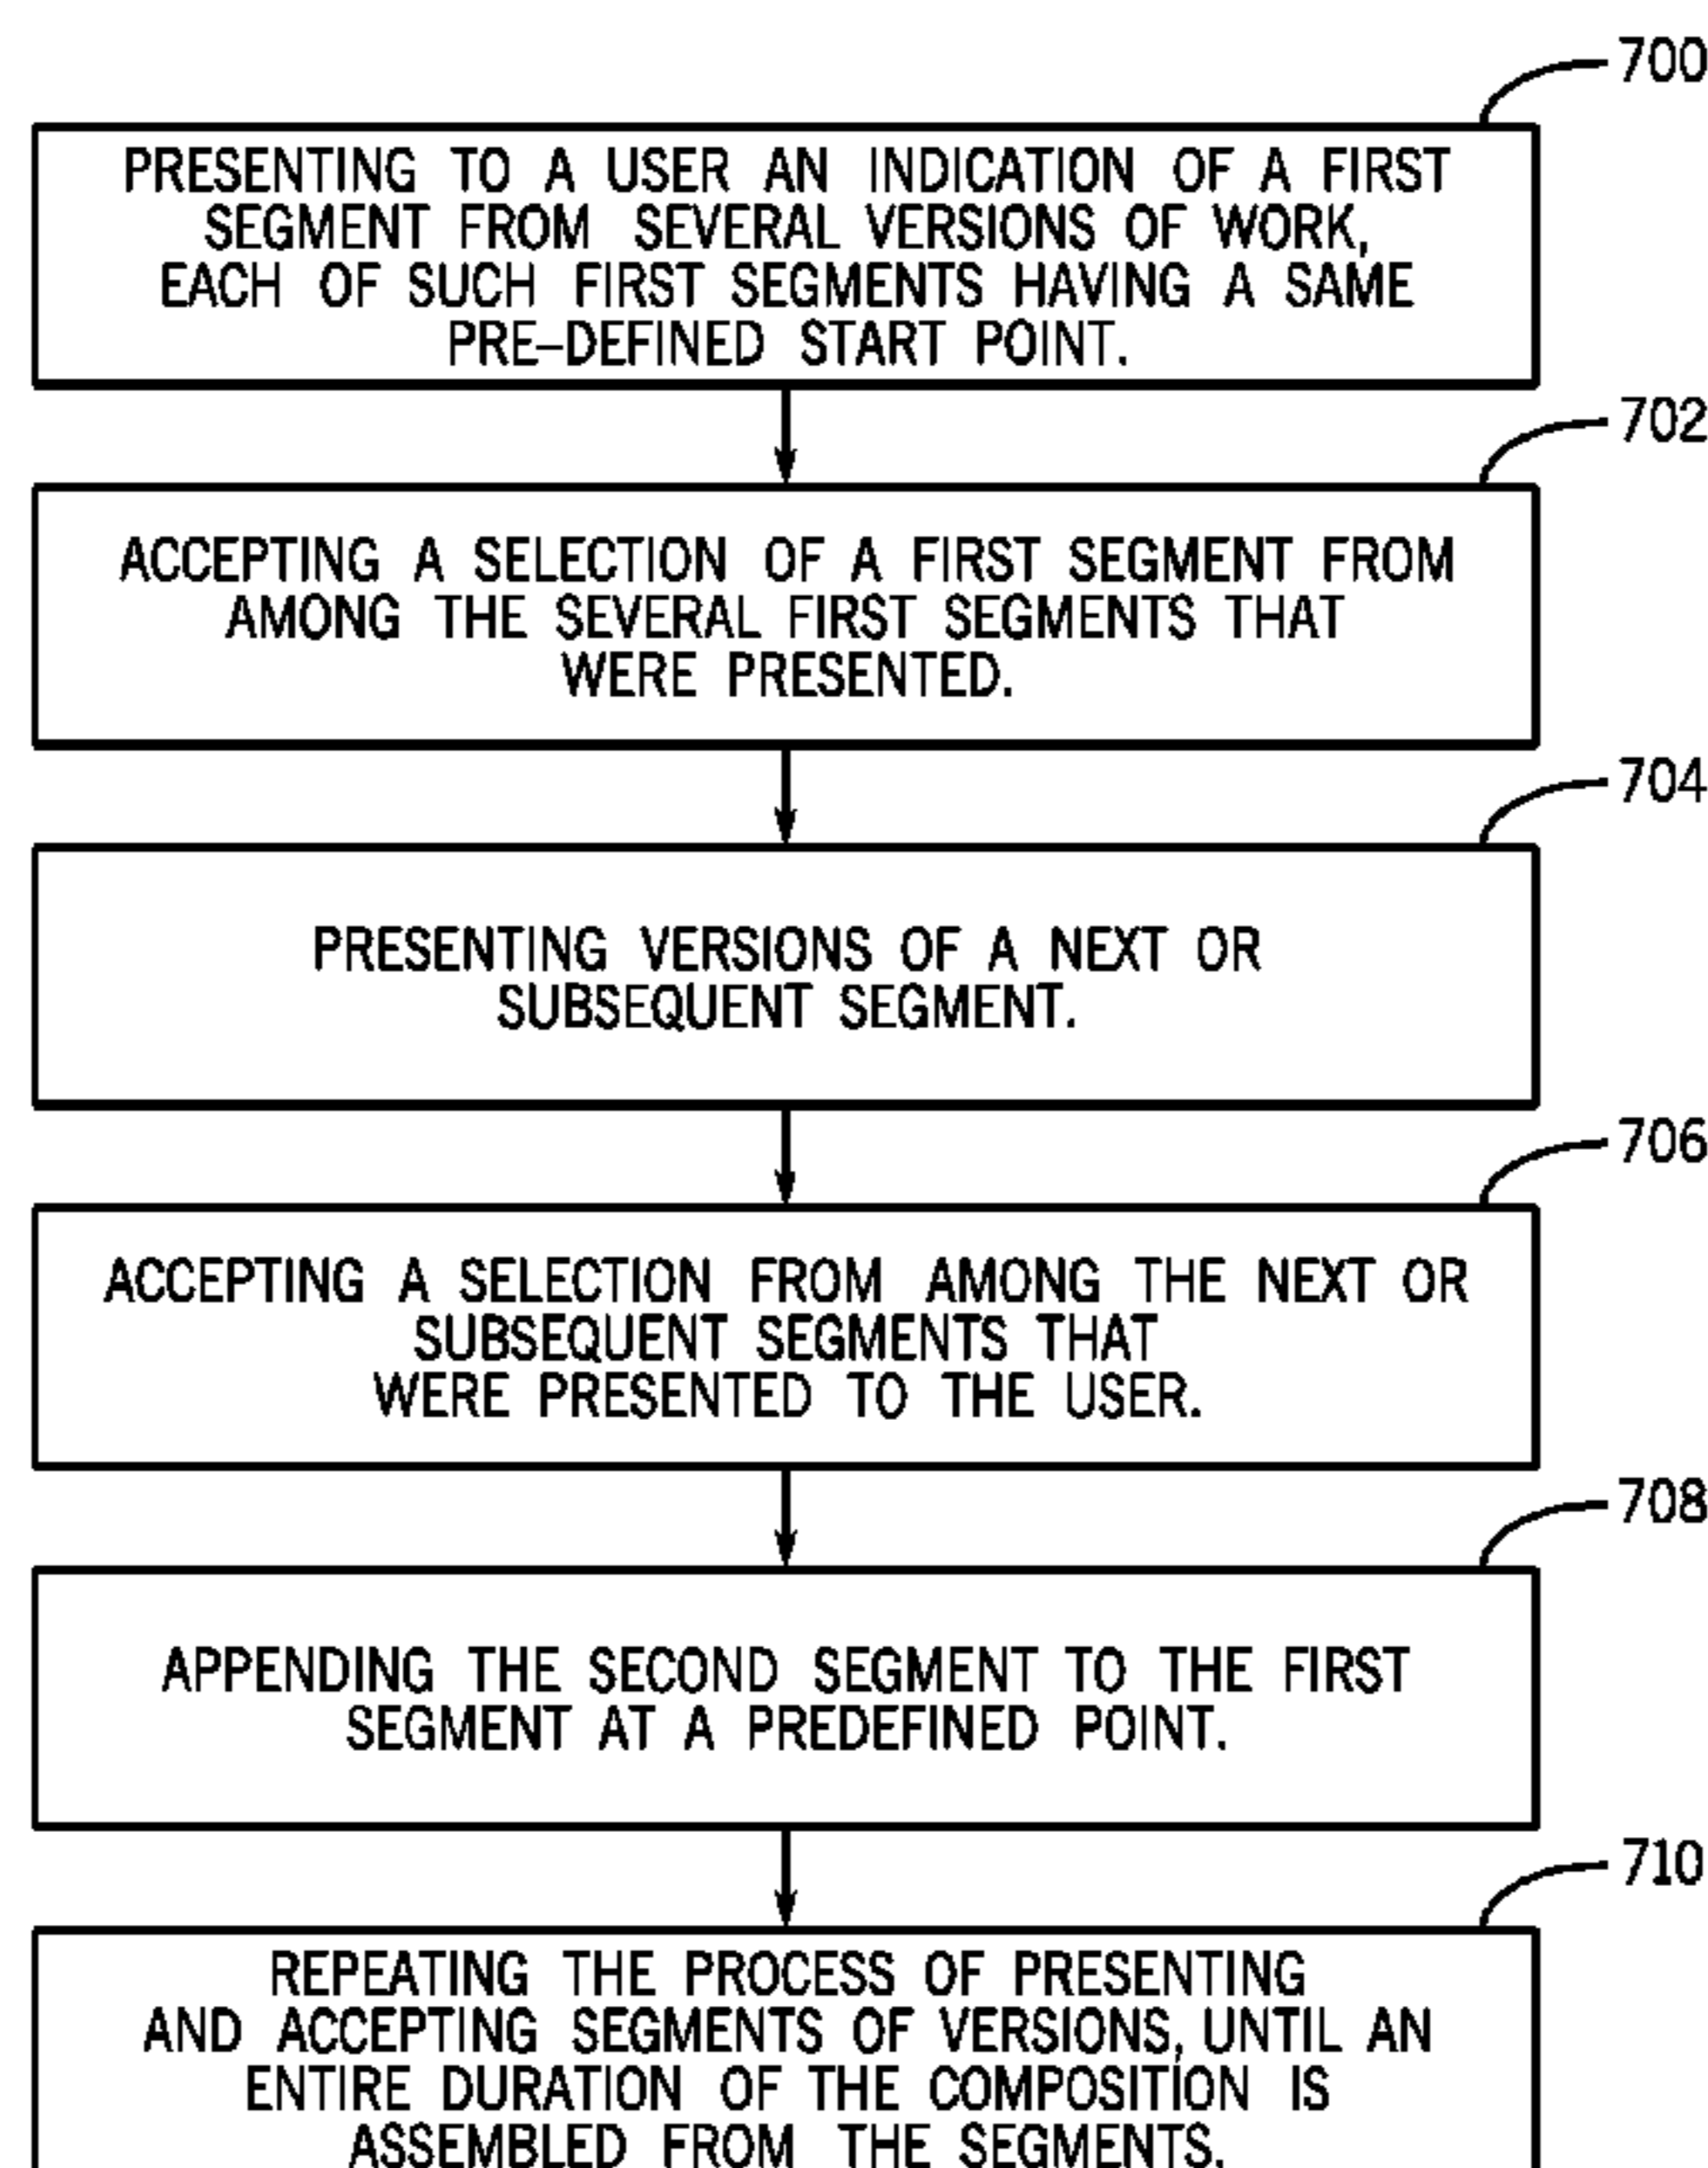 700
PRESENTING TO A USER AN INDICATION OF A FIRST
SEGMENT FROM SEVERAL VERSIONS OF WORK,
EACH OF SUCH FIRST SEGMENTS HAVING A SAME
PRE-DEFINED START POINT.
702
ACCEPTING A SELECTION OF A FIRST SEGMENT FROM
AMONG THE SEVERAL FIRST SEGMENTS THAT
WERE PRESENTED.
704
PRESENTING VERSIONS OF A NEXT OR
SUBSEQUENT SEGMENT.
706
ACCEPTING A SELECTION FROM AMONG THE NEXT OR
SUBSEQUENT SEGMENTS THAT
WERE PRESENTED TO THE USER.
708
APPENDING THE SECOND SEGMENT TO THE FIRST
SEGMENT AT A PREDEFINED POINT.
710
REPEATING THE PROCESS OF PRESENTING
AND ACCEPTING SEGMENTS OF VERSIONS, UNTIL AN
ENTIRE DURATION OF THE COMPOSITION IS
ASSEMBLED FROM THE SEGMENTS.